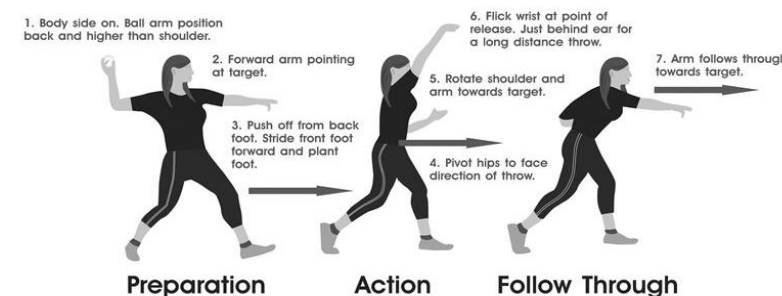 1. Body side on. Ball arm position
back and higher than shoulder.
2. Forward arm pointing
at target.
3. Push off from back
foot. Stride front foot
forward and plant
foot.
Preparation
6. Flick wrist at point of
release. Just behind ear for
a long distance throw.
5. Rotate shoulder and
arm towards target.
4. Pivot hips to face
direction of throw.
Action
7. Arm follows through
towards target.
Follow Through